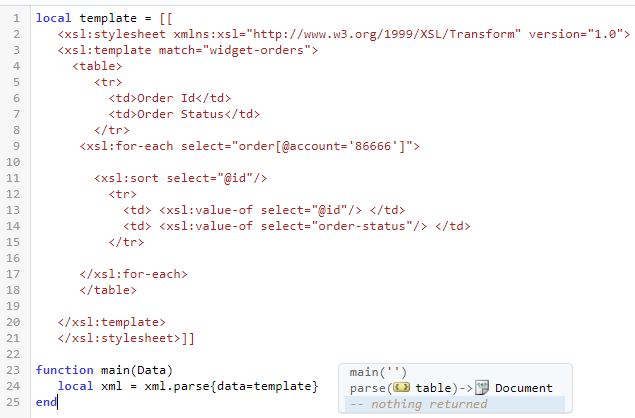 1 local template = [[
2 <xsl:stylesheet xmlns:xsl="http://www.w3.org/1999/XSL/Transform" version="1.0">
3 <xsl:template match="widget-orders">
4 <table>
5 <tr>
6 <td>Order Id</td>
7 <td>Order Status</td>
8 </tr>
9 <xsl:for-each select="order[@account='86666']">
10
11 <xsl:sort select="@id"/>
12 <tr>
13 <td> <xsl:value-of select="@id"/> </td>
14 <td> <xsl:value-of select="order-status"/> </td>
15 </tr>
16
17 </xsl:for-each>
18 </table>
19
20 </xsl:template>
21 </xsl:stylesheet>]]
22
23 function main(Data)
24 local xml = xml.parse{data=template}
25 end
main('')
parse( table)-> Document
-- nothing returned